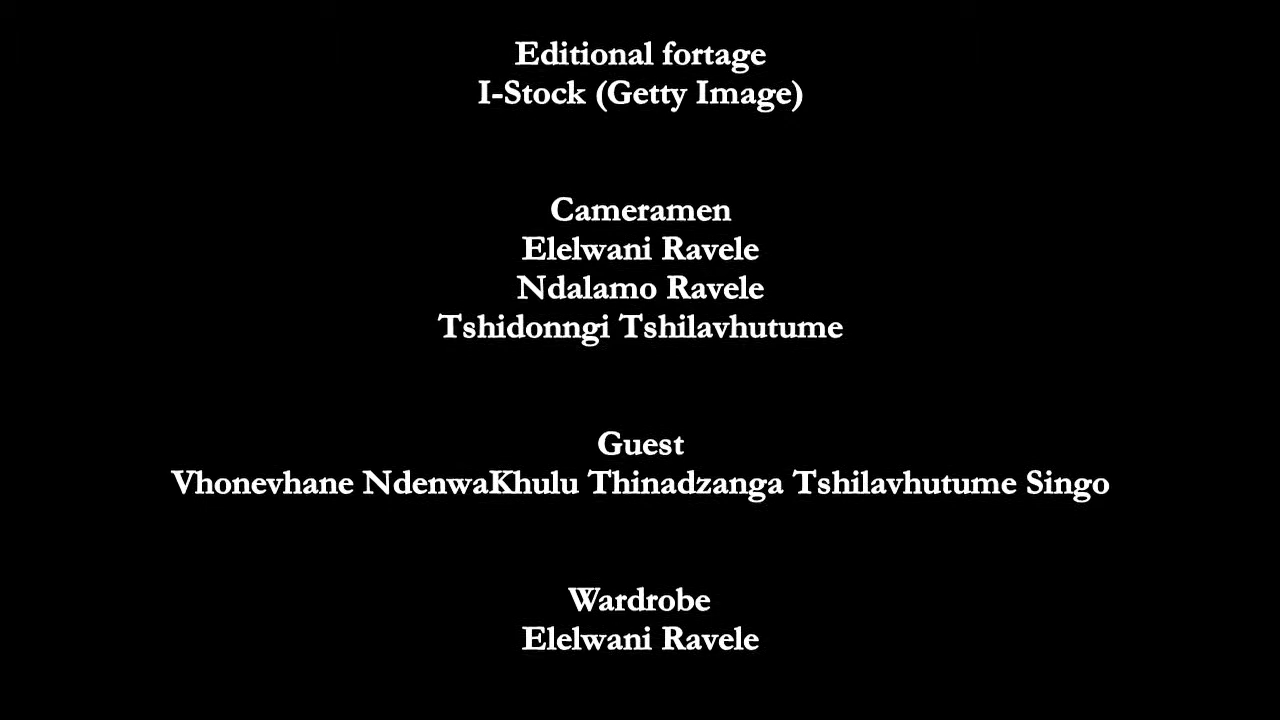 Editional fortage
I-Stock (Getty Image)
Cameramen
Elelwani Ravele
Ndalamo Ravele
Tshidonngi Tshilavhutume
Guest
Vhonevhane NdenwaKhulu Thinadzanga Tshilavhutume Singo
Wardrobe
Elelwani Ravele